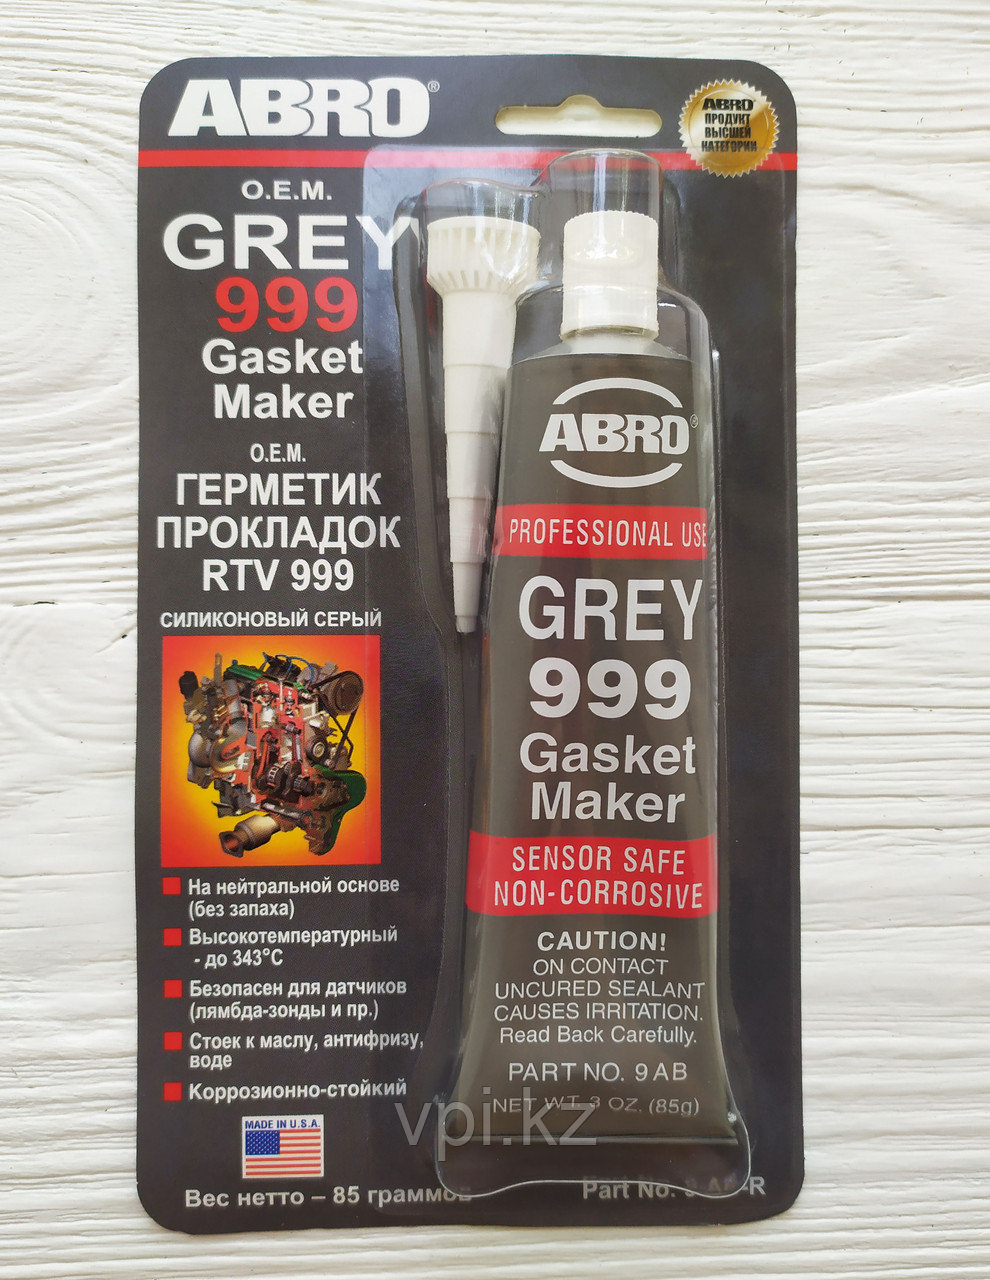 ABRO®
ABRO
ПРОДУКТ
ВЫСШЕЙ
КАТЕГОРИИ
O.E.M.
GREY
999
Gasket
Maker
O.E.M.
ГЕРМЕТИК
ПРОКЛАДОК
RTV 999
СИЛИКОНОВЫЙ СЕРЫЙ
На нейтральной основе
(без запаха)
Высокотемпературный
- до 343°С
Безопасен для датчиков
(лямбда-зонды и пр.)
Стоек к маслу, антифризу,
воде
Коррозионно-стойкий
MADE IN U.S.A.
Вес нетто – 85 граммов
ABRO®
PROFESSIONAL USE
GREY
999
Gasket
Maker
SENSOR SAFE
NON-CORROSIVE
CAUTION!
ON CONTACT
UNCURED SEALANT
CAUSES IRRITATION.
Read Back Carefully.
PART NO. 9AB
NET WT. 3 OZ. (85g)
Part No. 9-AB-R
vpi.kz